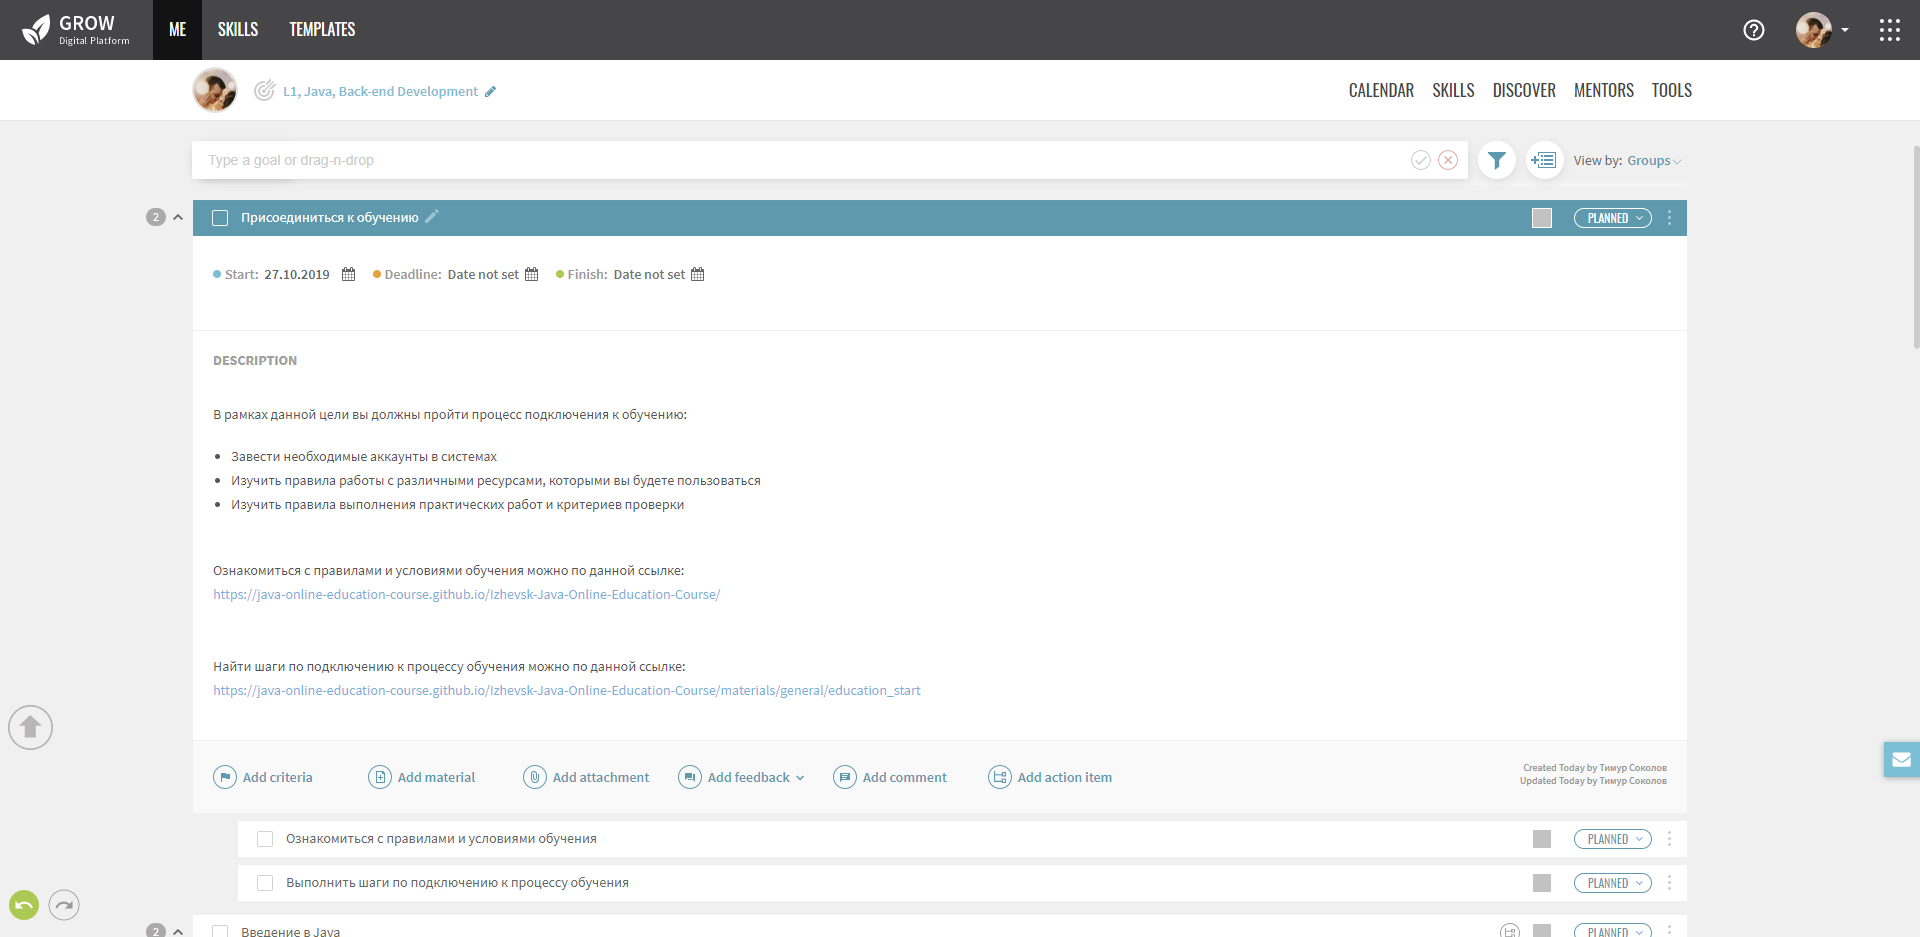 GROW
Digital Platform
ME
SKILLS
TEMPLATES
L1, Java, Back-end Development
CALENDAR
SKILLS
DISCOVER
MENTORS
TOOLS
Type a goal or drag-n-drop
View by: Groups
2
Присоединиться к обучению
PLANNED
Start: 27.10.2019
Deadline: Date not set
Finish: Date not set
DESCRIPTION
В рамках данной цели вы должны пройти процесс подключения к обучению:
Завести необходимые аккаунты в системах
Изучить правила работы с различными ресурсами, которыми вы будете пользоваться
Изучить правила выполнения практических работ и критериев проверки
Ознакомиться с правилами и условиями обучения можно по данной ссылке:
https://java-online-education-course.github.io/Izhevsk-Java-Online-Education-Course/
Найти шаги по подключению к процессу обучения можно по данной ссылке:
https://java-online-education-course.github.io/Izhevsk-Java-Online-Education-Course/materials/general/education_start
Add criteria
Add material
Add attachment
Add feedback
Add comment
Add action item
Created Today by Тимур Соколов
Updated Today by Тимур Соколов
Ознакомиться с правилами и условиями обучения
PLANNED
Выполнить шаги по подключению к процессу обучения
PLANNED
2
Введение в Java
PLANNED